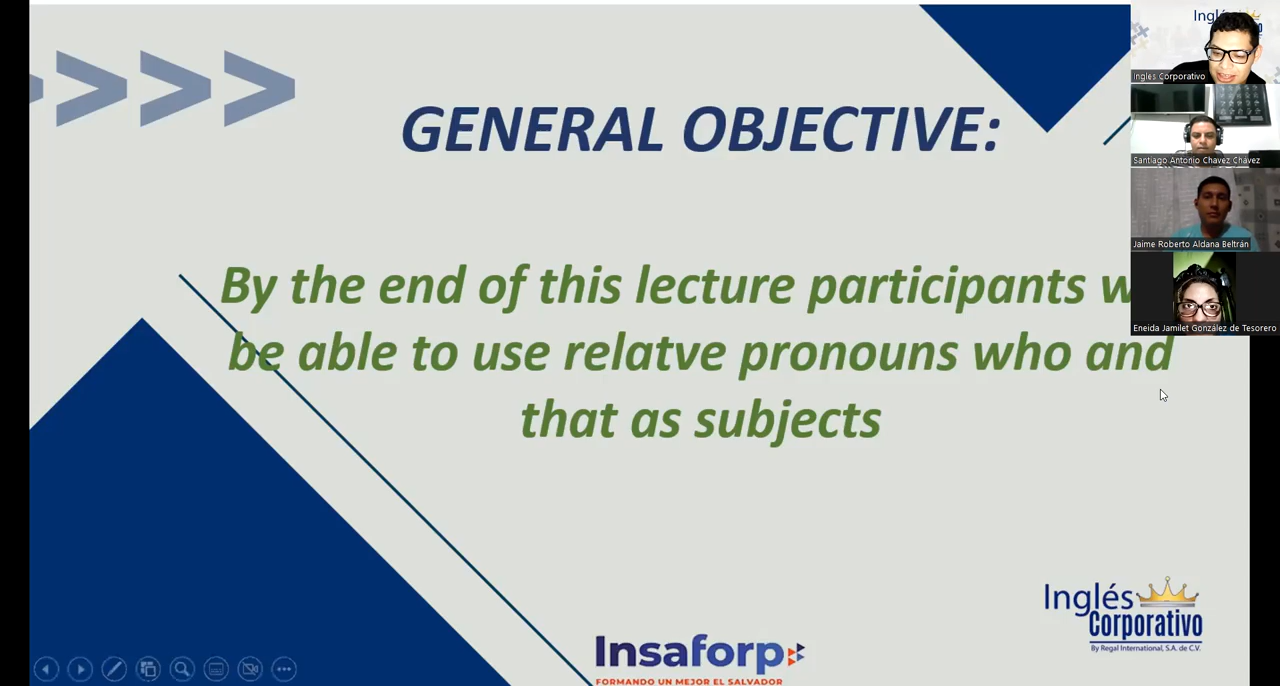 GENERAL OBJECTIVE:
By the end of this lecture participants w
be able to use relatve pronouns who and
that as subjects
Inglés Corporativo
Santiago Antonio Chavez Chávez
Jaime Roberto Aldana Beltrán
Eneida Jamilet González de Tesorero
Inglés
Corporativo
By Regal International, S.A. de C.V.
Insaforp
FORMANDO UN MEJOR EL SALVADOR